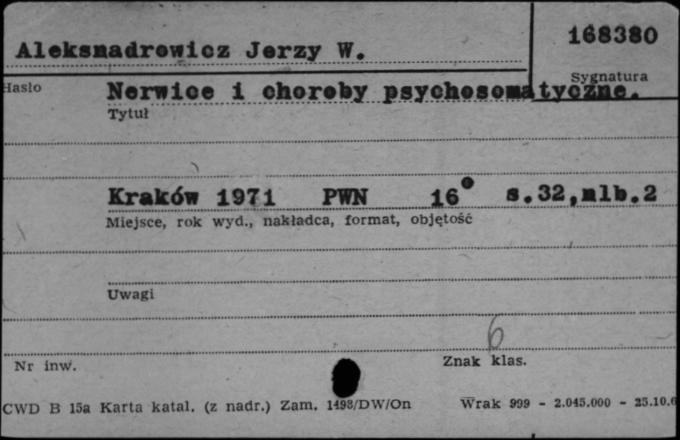 168380
Aleksnadrowicz Jerzy W.
Sygnatura
Hasło
Nerwice i choroby psychosomatyczne.
Tytuł
Kraków 1971 PWN 16° s.32,nlb.2
Miejsce, rok wyd., nakładca, format, objętość
Uwagi
6
Nr inw.
Znak klas.
CWD B 15a Karta katal. (z nadr.) Zam. 1493/DW/On Wrak 999 - 2.045.000 - 25.10.6